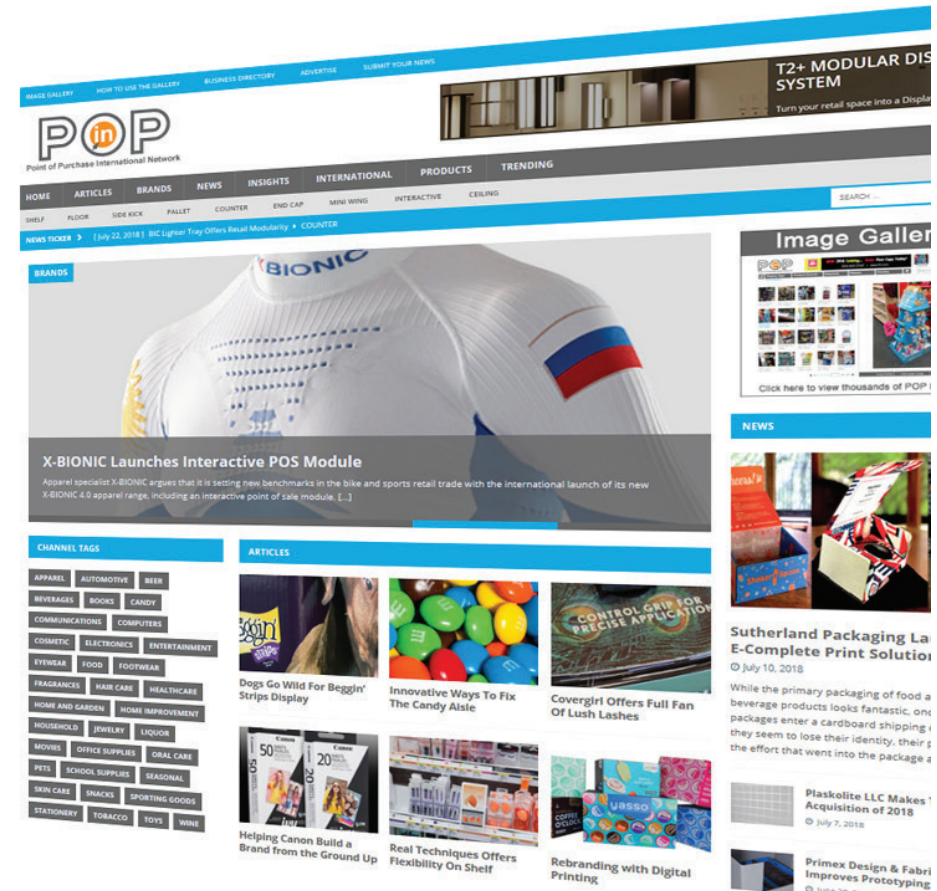 IMAGE GALLERY HOW TO USE THE GALLERY BUSINESS DIRECTORY ADVERTISE SUBMIT YOUR NEWS
T2+ MODULAR DIS
SYSTEM
Turn your retail space into a Display
POinP
Point of Purchase International Network
HOME ARTICLES BRANDS NEWS INSIGHTS INTERNATIONAL PRODUCTS TRENDING
SHELF FLOOR SIDE KICK PALLET COUNTER END CAP MINI WING INTERACTIVE CEILING
SEARCH ...
NEWS TICKER [ July 22, 2018 ] BIC Lighter Tray Offers Retail Modularity COUNTER
BRANDS
BIONIC
X-BIONIC Launches Interactive POS Module
Apparel specialist X-BIONIC argues that it is setting new benchmarks in the bike and sports retail trade with the international launch of its new
X-BIONIC 4.0 apparel range, including an interactive point of sale module. [...]
Image Galler
Click here to view thousands of POP
NEWS
Sutherland Packaging La
E-Complete Print Solution
July 10, 2018
While the primary packaging of food a
beverage products looks fantastic, onc
packages enter a cardboard shipping
they seem to lose their identity, their p
the effort that went into the package a
Plaskolite LLC Makes
Acquisition of 2018
July 7, 2018
Primex Design & Fabri
Improves Prototyping
CHANNEL TAGS
APPAREL AUTOMOTIVE BEER
BEVERAGES BOOKS CANDY
COMMUNICATIONS COMPUTERS
COSMETIC ELECTRONICS ENTERTAINMENT
EYEWEAR FOOD FOOTWEAR
FRAGRANCES HAIR CARE HEALTHCARE
HOME AND GARDEN HOME IMPROVEMENT
HOUSEHOLD JEWELRY LIQUOR
MOVIES OFFICE SUPPLIES ORAL CARE
PETS SCHOOL SUPPLIES SEASONAL
SKIN CARE SNACKS SPORTING GOODS
STATIONERY TOBACCO TOYS WINE
ARTICLES
Beggin'
STRIPS
Dogs Go Wild For Beggin'
Strips Display
Innovative Ways To Fix
The Candy Aisle
CONTROL GRIP FOR
PRECISE APPLICATION
Covergirl Offers Full Fan
Of Lush Lashes
Canon
50
Canon
20
Helping Canon Build a
Brand from the Ground Up
Real Techniques Offers
Flexibility On Shelf
yasso
COFFEE
O'CLOCK
Rebranding with Digital
Printing